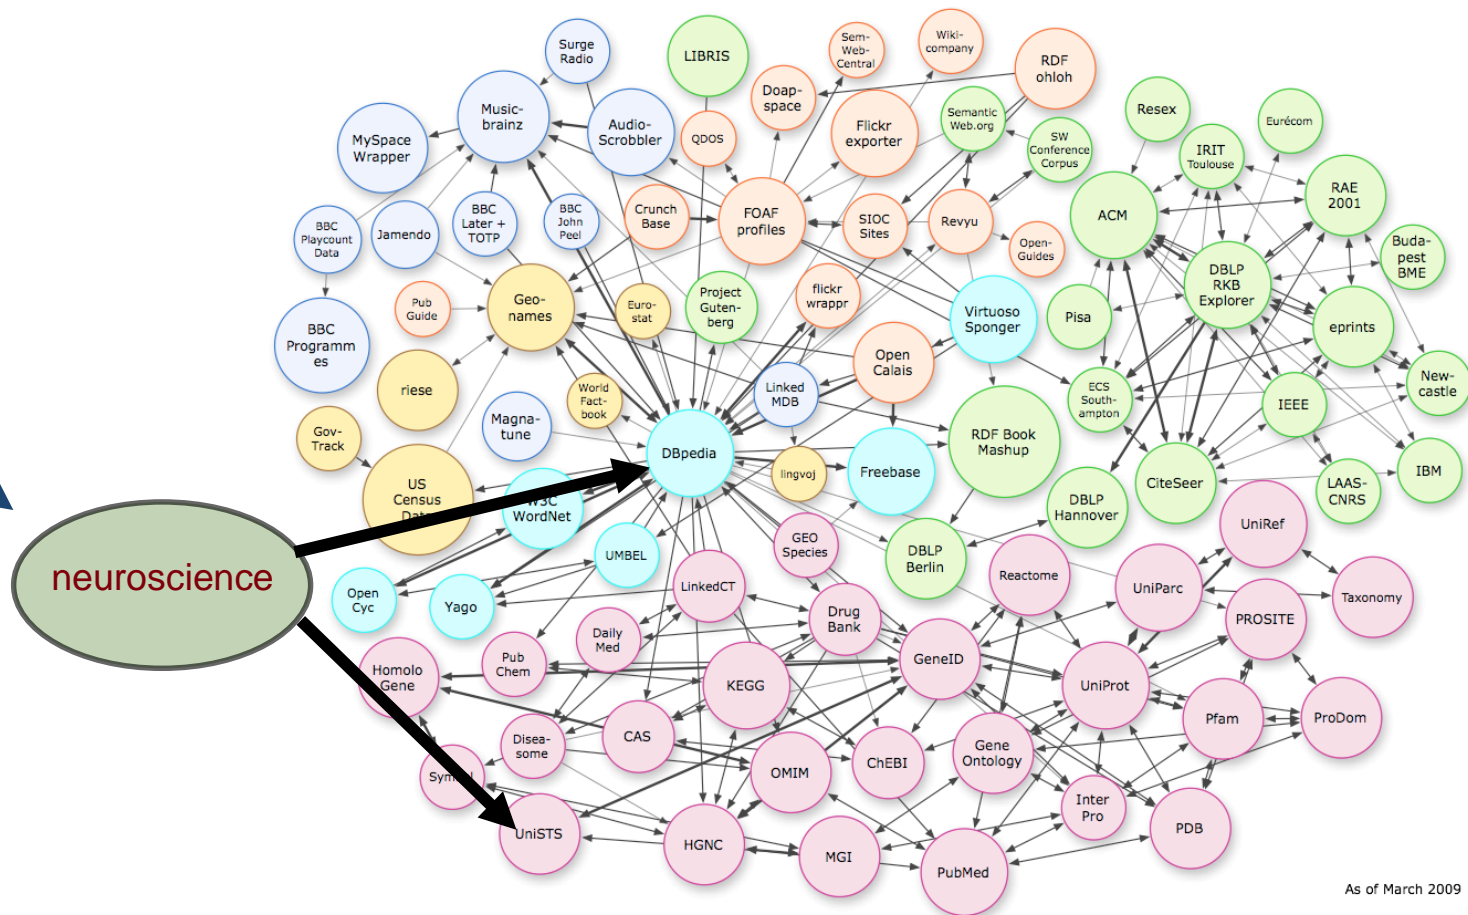 Surge
Radio
LIBRIS
Sem-
Web-
Central
Wiki-
company
RDF
ohloh
Doap-
space
Music-
brainz
Audio-
Scrobbler
MySpace
Wrapper
QDOS
Flickr
exporter
Semantic
Web.org
SW
Conference
Corpus
Resex
Eurécom
IRIT
Toulouse
RAE
2001
ACM
BBC
Playcount
Data
Jamendo
BBC
Later +
TOTP
BBC
John
Peel
Crunch
Base
FOAF
profiles
SIOC
Sites
Revyu
Open-
Guides
Buda-
pest
BME
DBLP
RKB
Explorer
Pub
Guide
Geo-
names
Euro-
stat
Project
Guten-
berg
flickr
wrappr
Virtuoso
Sponger
Pisa
eprints
BBC
Programm
es
riese
World
Fact-
book
Linked
MDB
Open
Calais
ECS
South-
ampton
IEEE
New-
castle
Gov-
Track
Magna-
tune
DBpedia
RDF Book
Mashup
lingvoj
Freebase
CiteSeer
LAAS-
CNRS
IBM
US
Census
Data
W3C
WordNet
DBLP
Hannover
UniRef
GEO
Species
DBLP
Berlin
UMBEL
neuroscience
Open
Cyc
Yago
LinkedCT
Reactome
UniParc
Taxonomy
Drug
Bank
PROSITE
Daily
Med
Pub
Chem
Homolo
Gene
KEGG
GeneID
UniProt
Pfam
ProDom
Disea-
some
CAS
Gene
Ontology
ChEBI
OMIM
Inter
Pro
UniSTS
HGNC
MGI
PubMed
PDB
As of March 2009